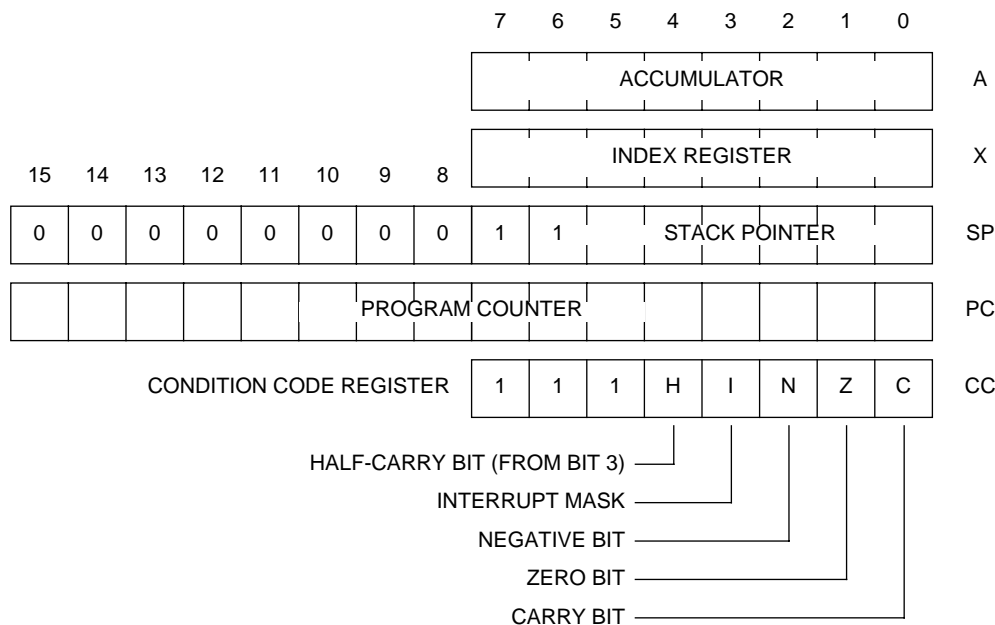 7 6 5 4 3 2 1 0
ACCUMULATOR A
INDEX REGISTER X
15 14 13 12 11 10 9 8
0 0 0 0 0 0 0 0 1 1 STACK POINTER SP
PROGRAM COUNTER PC
CONDITION CODE REGISTER 1 1 1 H I N Z C CC
HALF-CARRY BIT (FROM BIT 3)
INTERRUPT MASK
NEGATIVE BIT
ZERO BIT
CARRY BIT